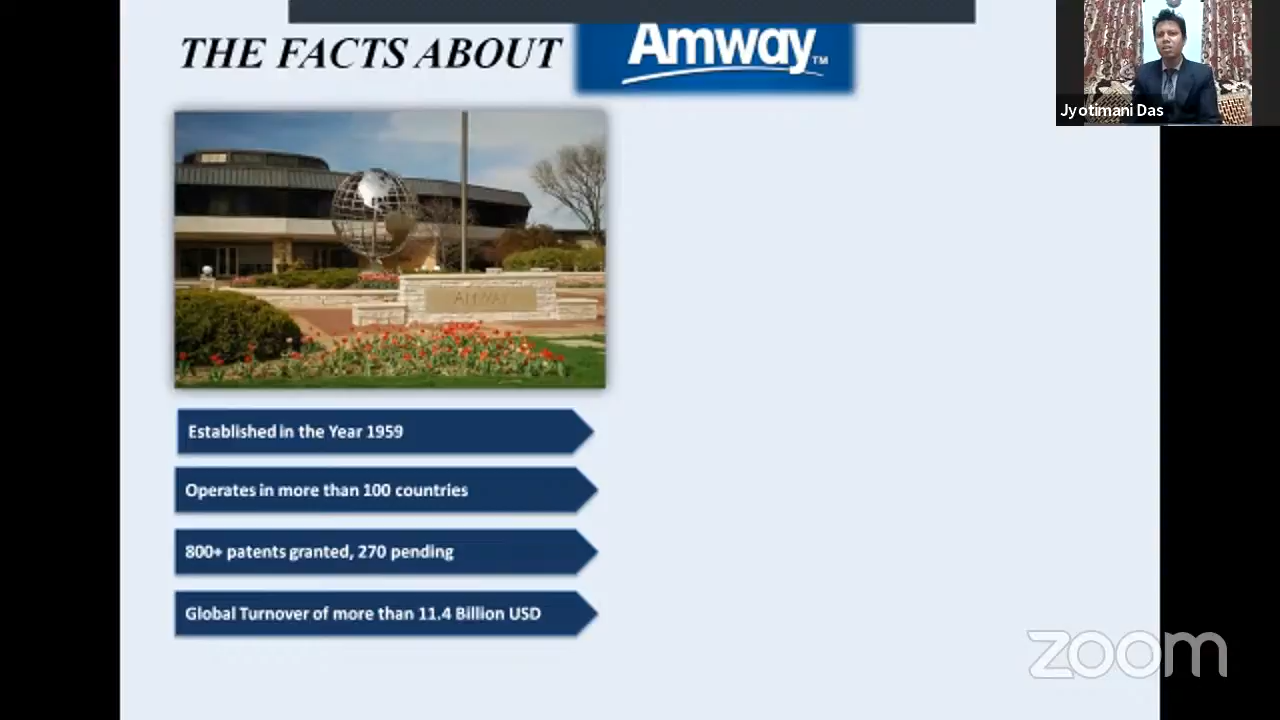 THE FACTS ABOUT
Amway™
Jyotimani Das
AMWAY
Established in the Year 1959
Operates in more than 100 countries
800+ patents granted, 270 pending
Global Turnover of more than 11.4 Billion USD
zoom